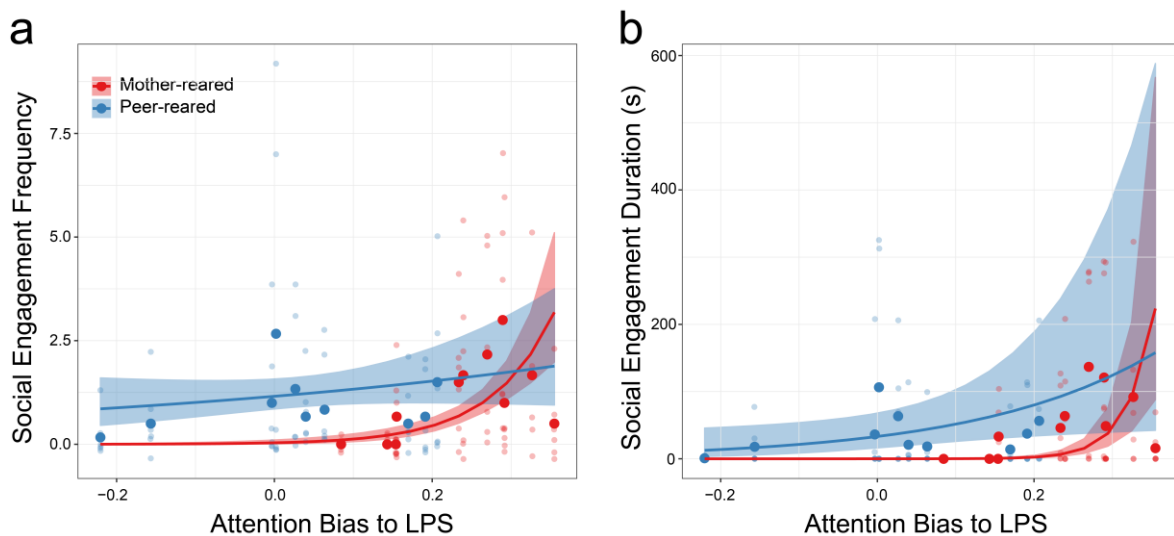 a
Social Engagement Frequency
7.5
5.0
2.5
0.0
Mother-reared
Peer-reared
−0.2
0.0
0.2
Attention Bias to LPS
b
Social Engagement Duration (s)
600
400
200
0
−0.2
0.0
0.2
Attention Bias to LPS